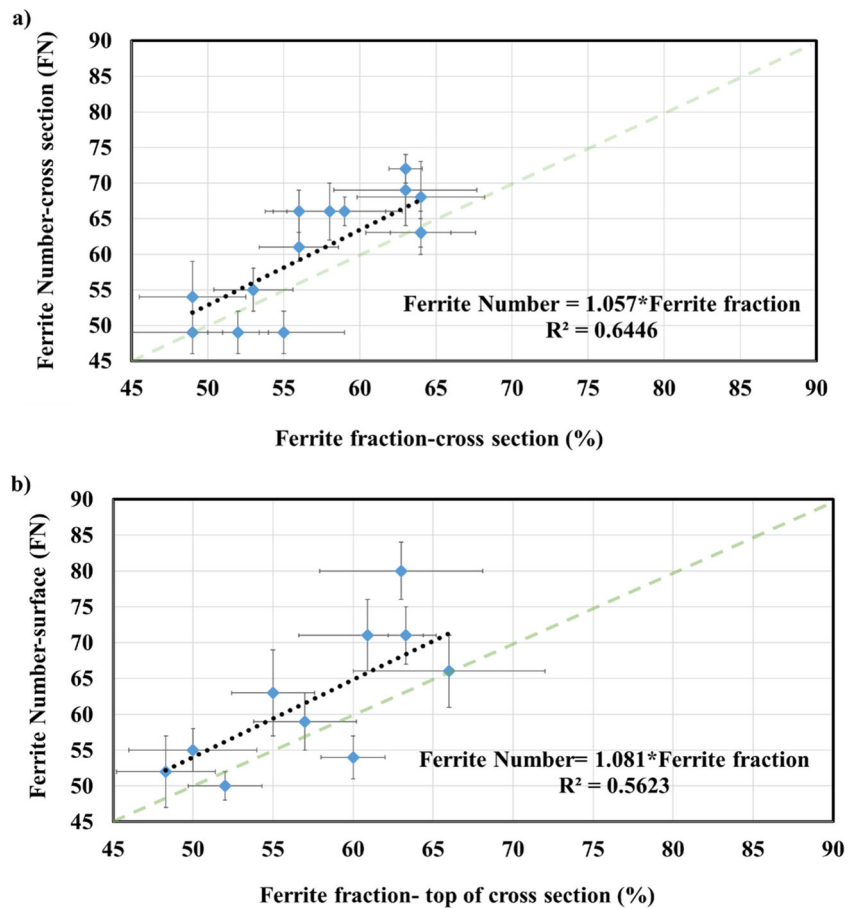 a)
Ferrite Number-cross section (FN)
90
85
80
75
70
65
60
55
50
45
Ferrite Number = 1.057*Ferrite fraction
R² = 0.6446
45 50 55 60 65 70 75 80 85 90
Ferrite fraction-cross section (%)
b)
Ferrite Number-surface (FN)
90
85
80
75
70
65
60
55
50
45
Ferrite Number= 1.081*Ferrite fraction
R² = 0.5623
45 50 55 60 65 70 75 80 85 90
Ferrite fraction- top of cross section (%)